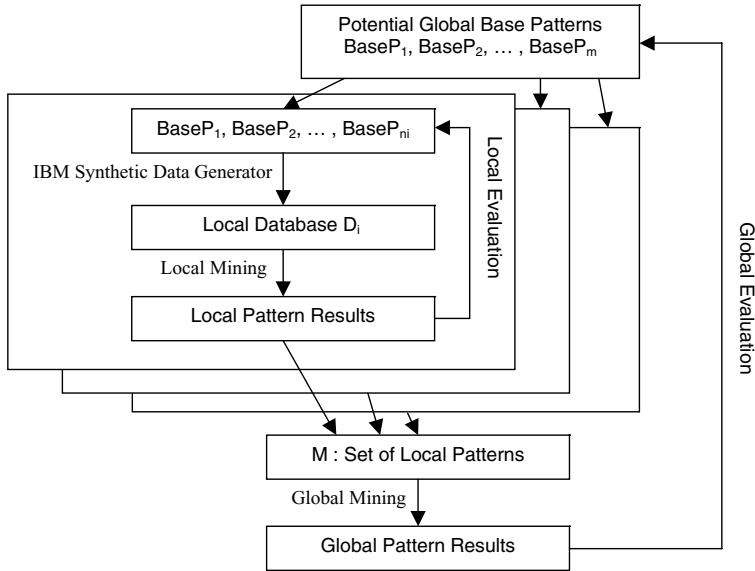 Potential Global Base Patterns
BaseP₁, BaseP₂, … , BasePₘ
BaseP₁, BaseP₂, … , BasePₙᵢ
IBM Synthetic Data Generator
Local Database Dᵢ
Local Mining
Local Pattern Results
Local Evaluation
Global Evaluation
M : Set of Local Patterns
Global Mining
Global Pattern Results